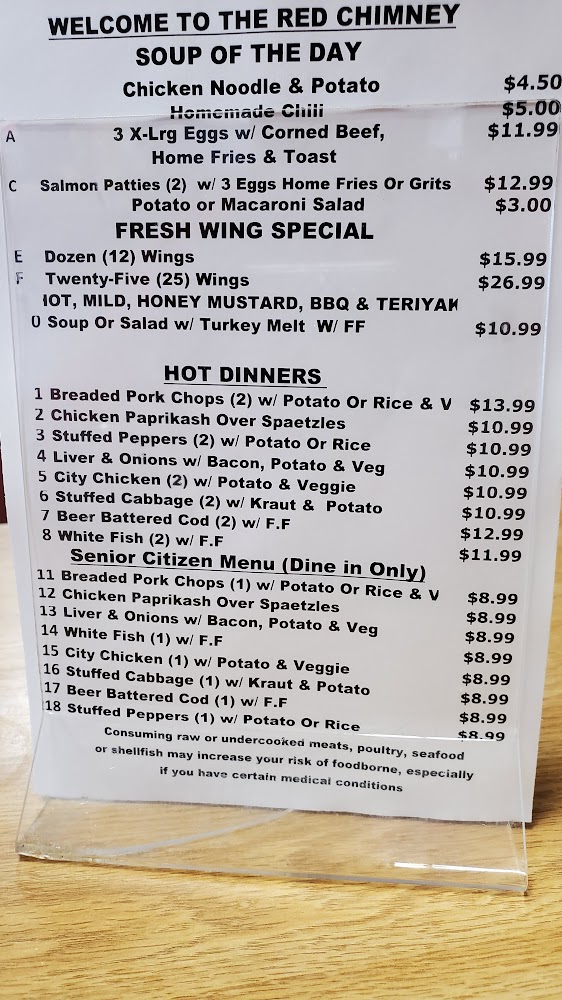 WELCOME TO THE RED CHIMNEY
SOUP OF THE DAY
Chicken Noodle & Potato $4.50
Homemade Chili $5.00
A 3 X-Lrg Eggs w/ Corned Beef, $11.99
Home Fries & Toast
C Salmon Patties (2) w/ 3 Eggs Home Fries Or Grits $12.99
Potato or Macaroni Salad $3.00
FRESH WING SPECIAL
E Dozen (12) Wings $15.99
F Twenty-Five (25) Wings $26.99
IOT, MILD, HONEY MUSTARD, BBQ & TERIYAK
0 Soup Or Salad w/ Turkey Melt W/ FF $10.99
HOT DINNERS
1 Breaded Pork Chops (2) w/ Potato Or Rice & V $13.99
2 Chicken Paprikash Over Spaetzles $10.99
3 Stuffed Peppers (2) w/ Potato Or Rice $10.99
4 Liver & Onions w/ Bacon, Potato & Veg $10.99
5 City Chicken (2) w/ Potato & Veggie $10.99
6 Stuffed Cabbage (2) w/ Kraut & Potato $10.99
7 Beer Battered Cod (2) w/ F.F $12.99
8 White Fish (2) w/ F.F $11.99
Senior Citizen Menu (Dine in Only)
11 Breaded Pork Chops (1) w/ Potato Or Rice & V $8.99
12 Chicken Paprikash Over Spaetzles $8.99
13 Liver & Onions w/ Bacon, Potato & Veg $8.99
14 White Fish (1) w/ F.F $8.99
15 City Chicken (1) w/ Potato & Veggie $8.99
16 Stuffed Cabbage (1) w/ Kraut & Potato $8.99
17 Beer Battered Cod (1) w/ F.F $8.99
18 Stuffed Peppers (1) w/ Potato Or Rice $8.99
Consuming raw or undercooked meats, poultry, seafood
or shellfish may increase your risk of foodborne, especially
if you have certain medical conditions